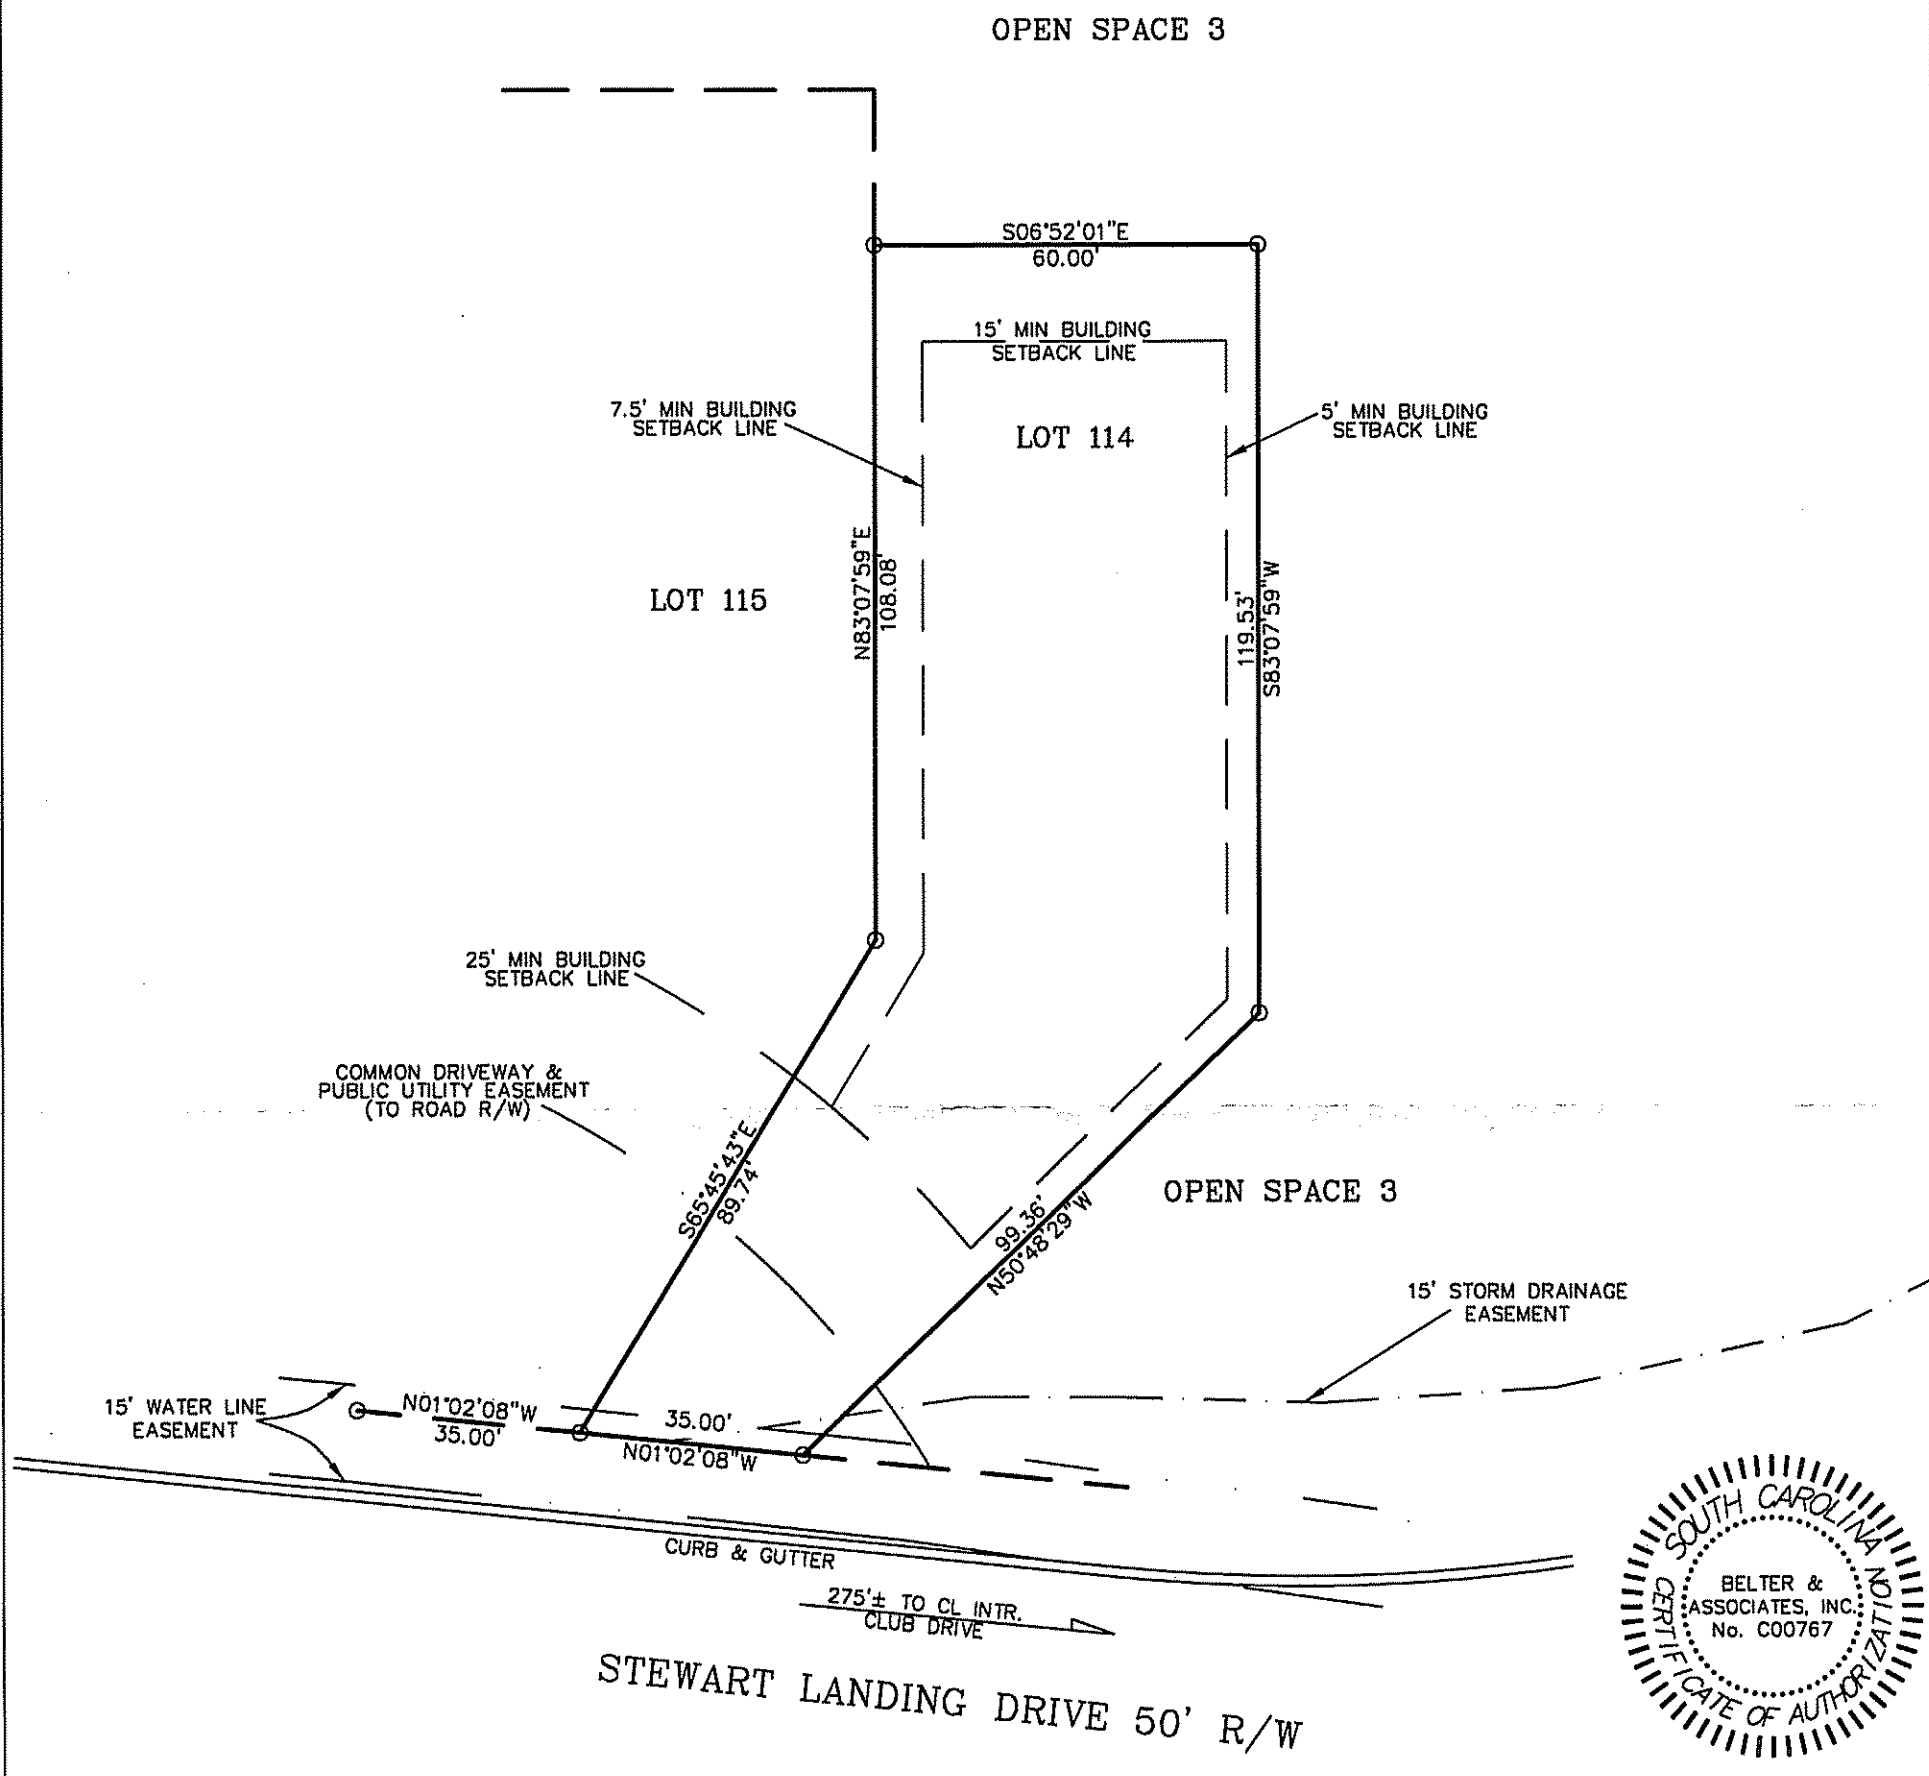 OPEN SPACE 3
S06°52'01"E
60.00'
15' MIN BUILDING
SETBACK LINE
7.5' MIN BUILDING
SETBACK LINE
LOT 114
5' MIN BUILDING
SETBACK LINE
LOT 115
N83°07'59"E
108.08'
119.53'
S83°07'59"W
25' MIN BUILDING
SETBACK LINE
COMMON DRIVEWAY &
PUBLIC UTILITY EASEMENT
(TO ROAD R/W)
S65°45'43"E
89.74'
OPEN SPACE 3
99.36'
N50°48'29"W
15' STORM DRAINAGE
EASEMENT
15' WATER LINE
EASEMENT
N01°02'08"W
35.00'
35.00'
N01°02'08"W
CURB & GUTTER
275'± TO CL INTR.
CLUB DRIVE
STEWART LANDING DRIVE 50' R/W
SOUTH CAROLINA
BELTER &
ASSOCIATES, INC.
No. C00767
CERTIFICATE OF AUTHORIZATION